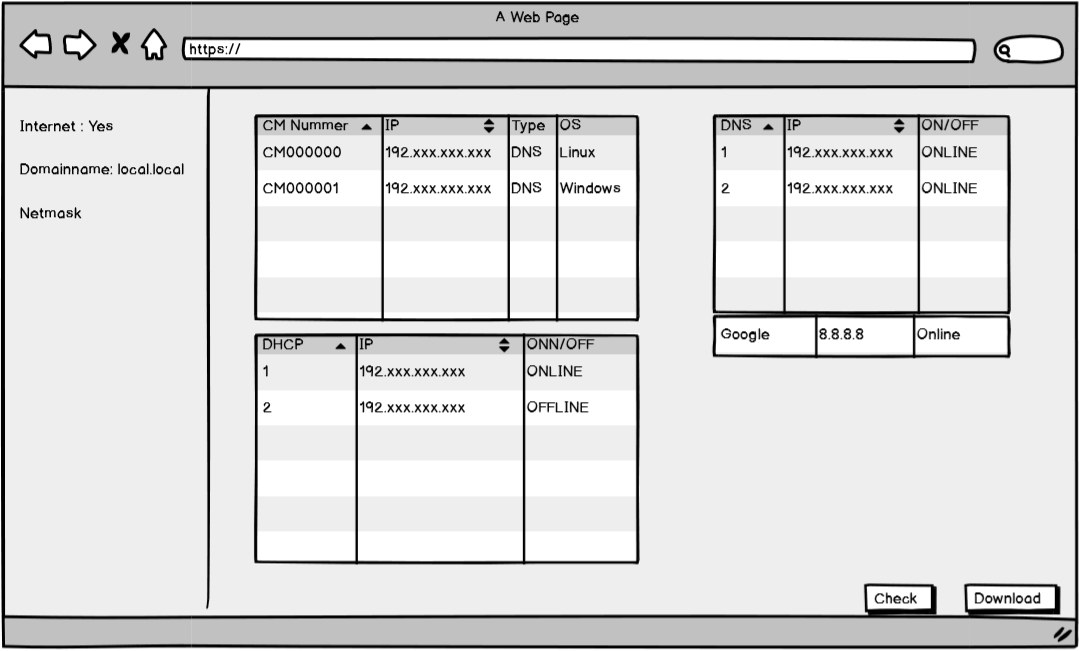 A Web Page
https://
Internet : Yes
Domainname: local.local
Netmask
CM Nummer IP Type OS
CM000000 192.xxx.xxx.xxx DNS Linux
CM000001 192.xxx.xxx.xxx DNS Windows
DNS IP ON/OFF
1 192.xxx.xxx.xxx ONLINE
2 192.xxx.xxx.xxx ONLINE
Google 8.8.8.8 Online
DHCP IP ONN/OFF
1 192.xxx.xxx.xxx ONLINE
2 192.xxx.xxx.xxx OFFLINE
Check Download